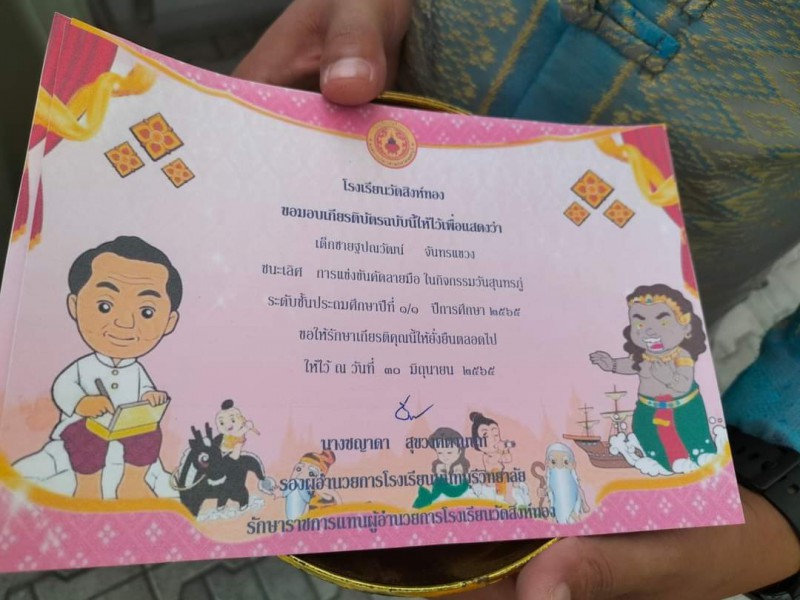 โรงเรียนวัดสิงห์ทอง
ขอมอบเกียรติบัตรฉบับนี้ให้ไว้เพื่อแสดงว่า
เด็กชายฐปณวัฒน์ จันทรแขวง
ชนะเลิศ การแข่งขันคัดลายมือ ในกิจกรรมวันสุนทรภู่
ระดับชั้นประถมศึกษาปีที่ ๑/๑ ปีการศึกษา ๒๕๖๕
ขอให้รักษาเกียรติคุณนี้ให้ยั่งยืนตลอดไป
ให้ไว้ ณ วันที่ ๓๐ มิถุนายน ๒๕๖๕
นางชญาดา
รองผู้อำนวยการโรงเรียน
รักษาราชการแทนผู้อำนวยการโรงเรียนวัดสิงห์ทอง